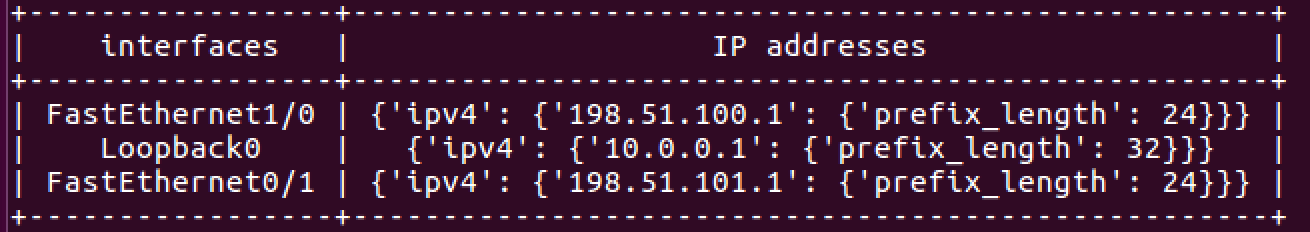 +-----------------+---------------------------------------------------+
|    interfaces   |                    IP addresses                   |
+-----------------+---------------------------------------------------+
| FastEthernet1/0 | {'ipv4': {'198.51.100.1': {'prefix_length': 24}}} |
|    Loopback0    |   {'ipv4': {'10.0.0.1': {'prefix_length': 32}}}   |
| FastEthernet0/1 | {'ipv4': {'198.51.101.1': {'prefix_length': 24}}} |
+-----------------+---------------------------------------------------+